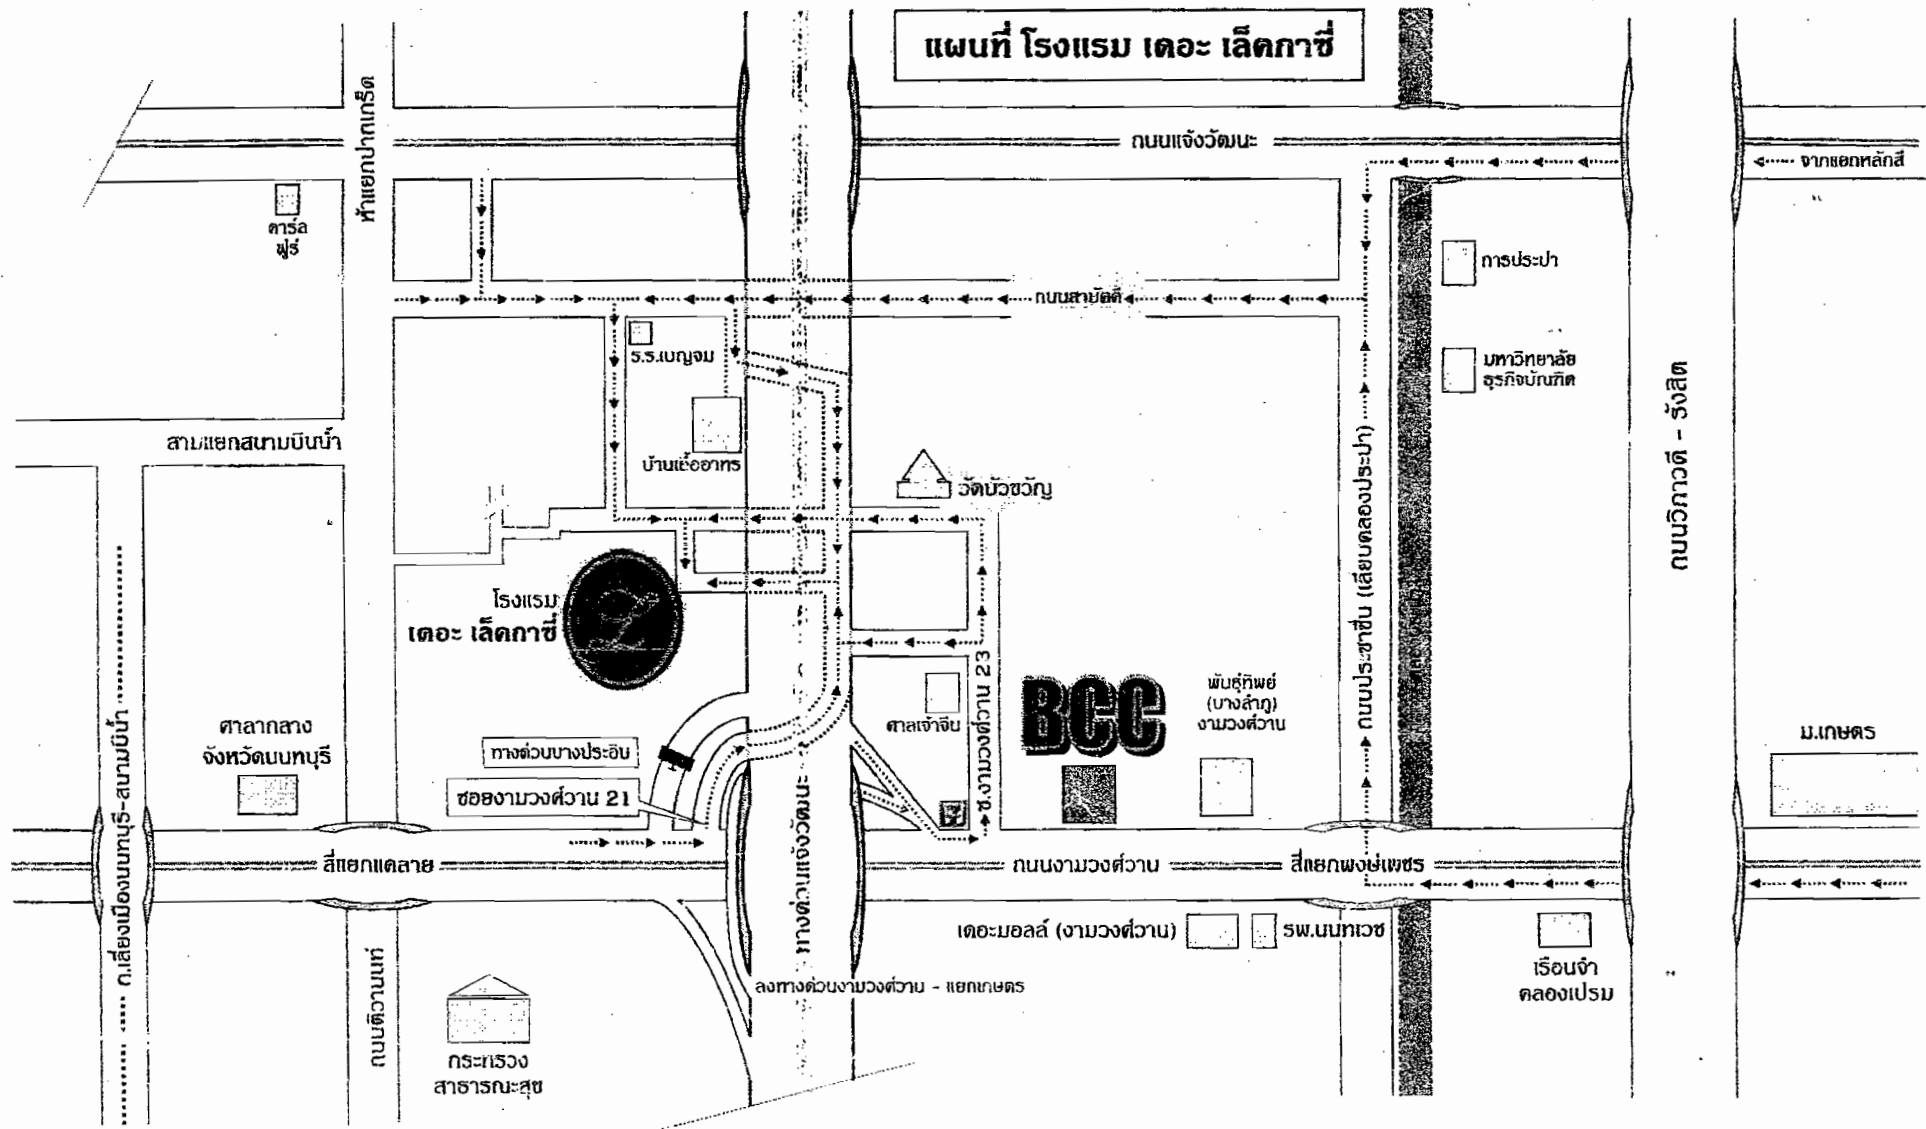 แผนที่ โรงแรม เดอะ เล็คกาซี่
ห้าแยกปากเกร็ด
ถนนแจ้งวัฒนะ
จากแยกหลักสี่
คาร์ล
ฟูร์
การประปา
ถนนสามัคคี
ร.ร.เบญจม
มหาวิทยาลัย
ธุรกิจบัณฑิต
สามแยกสนามบินน้ำ
บ้านเอื้ออาทร
วัดบัวขวัญ
ถนนประชาชื่น (เลียบคลองประปา)
ถนนวิภาวดี - รังสิต
โรงแรม
เดอะ เล็คกาซี่
ช.งามวงศ์วาน 23
BCC
พันธุ์ทิพย์
(บางลำภู)
งามวงศ์วาน
ศาลเจ้าจีน
ศาลากลาง
จังหวัดนนทบุรี
ทางด่วนบางปะอิน
ซอยงามวงศ์วาน 21
ม.เกษตร
ถ.เลี่ยงเมืองนนทบุรี-สนามบินน้ำ
ทางด่วนแจ้งวัฒนะ
สี่แยกแคลาย
ถนนงามวงศ์วาน
สี่แยกพงษ์เพชร
เดอะมอลล์ (งามวงศ์วาน)
รพ.นนทเวช
เรือนจำ
คลองเปรม
ถนนติวานนท์
ลงทางด่วนงามวงศ์วาน - แยกเกษตร
กระทรวง
สาธารณะสุข